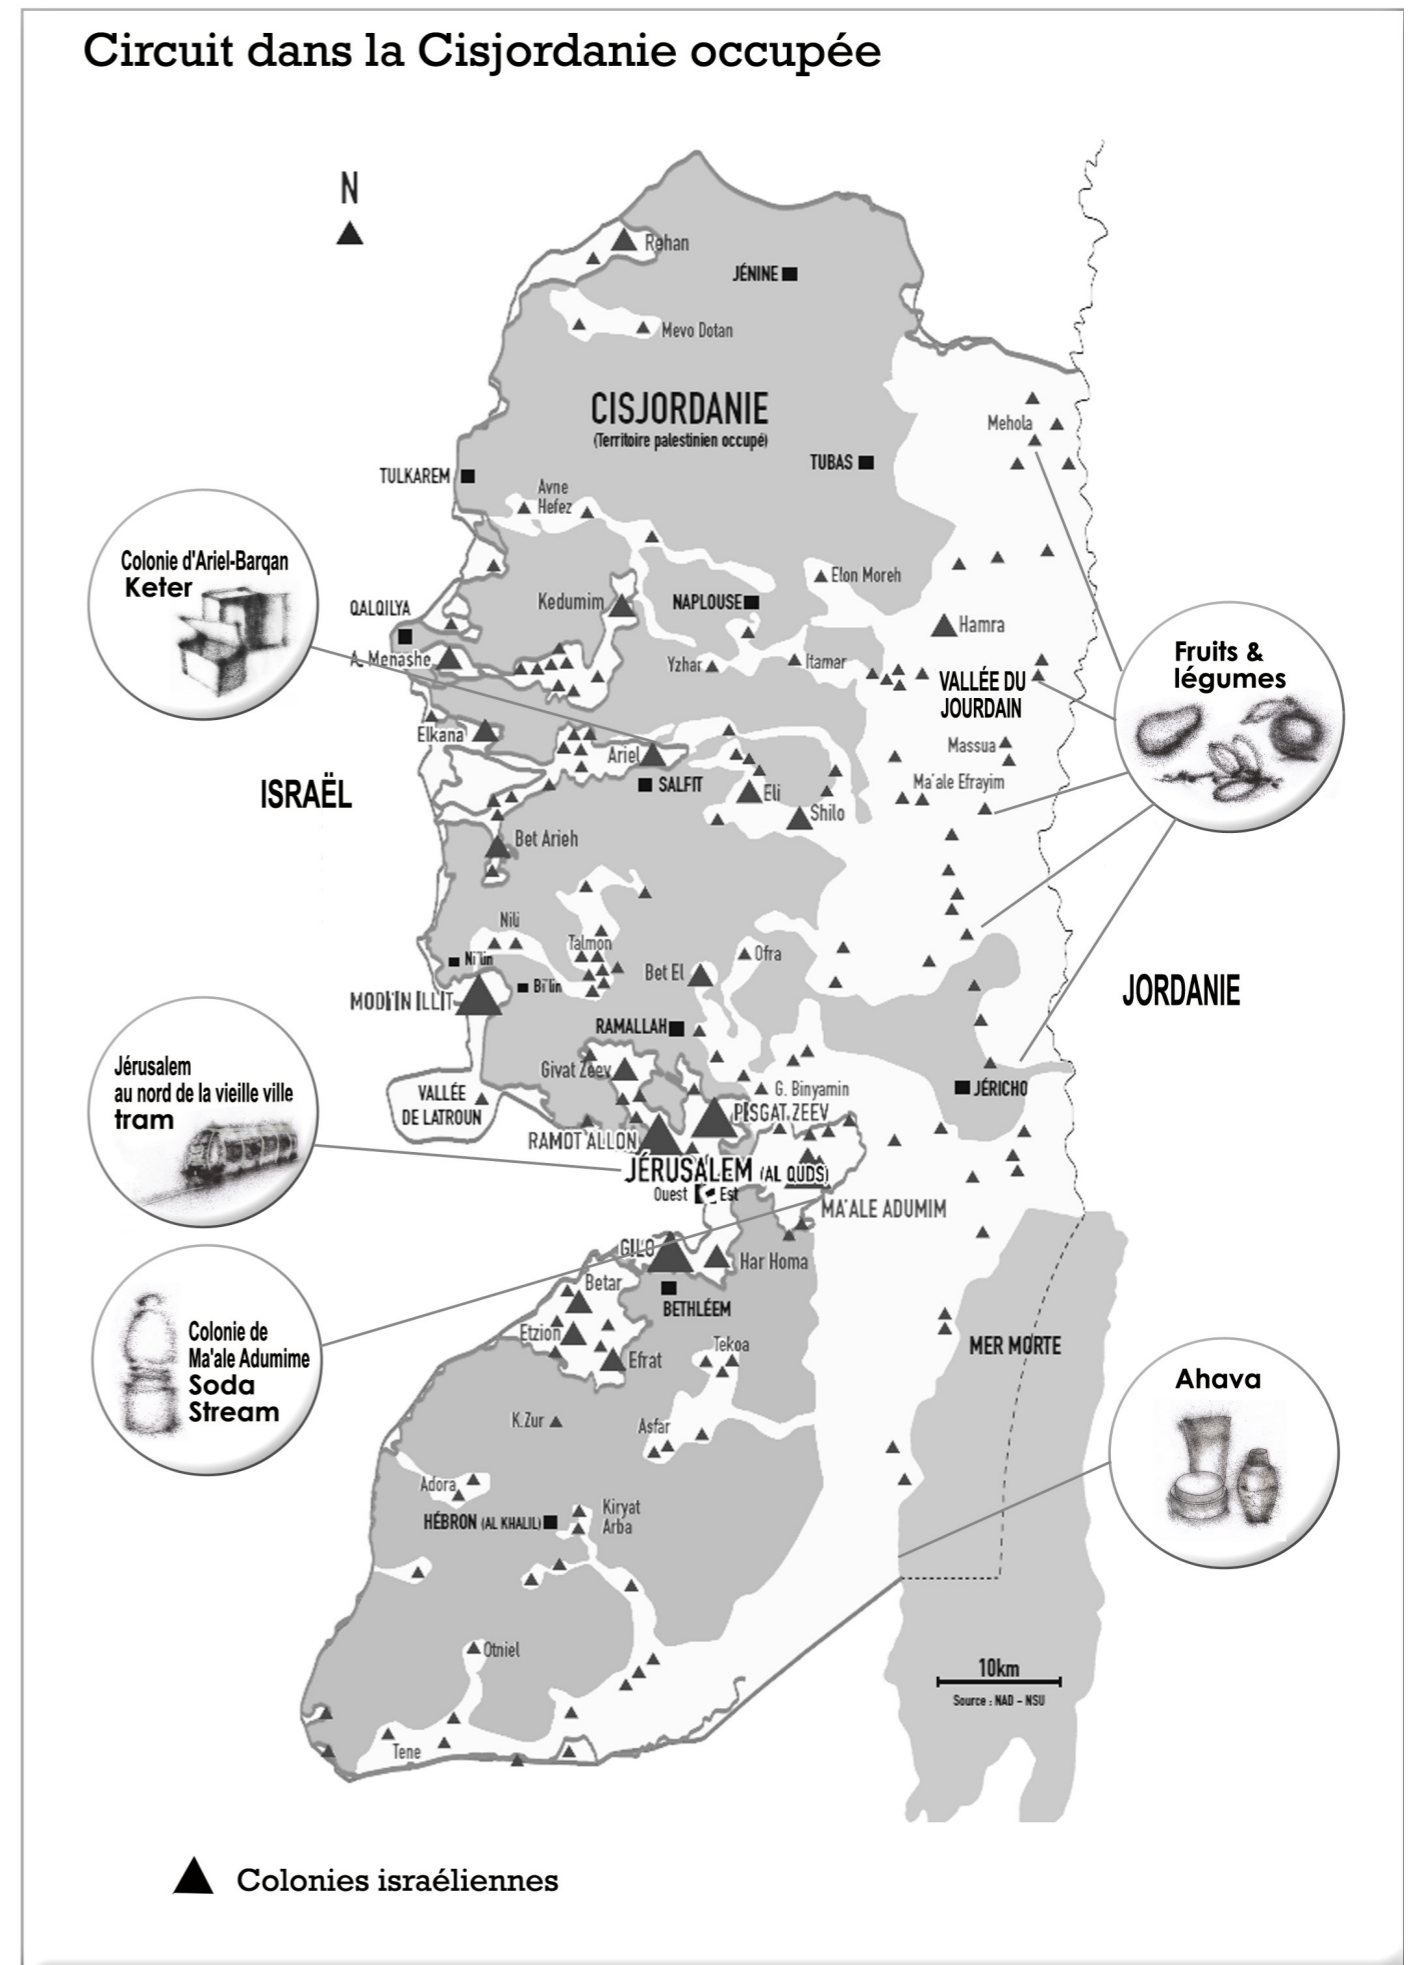 Circuit dans la Cisjordanie occupée
N
Rehan
JÉNINE
Mevo Dotan
CISJORDANIE
(Territoire palestinien occupé)
Mehola
TUBAS
TULKAREM
Avne
Hefez
Colonie d'Ariel-Barqan
Keter
Elon Moreh
Kedumim
NAPLOUSE
QALQILYA
Hamra
A. Menashe
Yzhar
Itamar
VALLÉE DU
JOURDAIN
Fruits &
légumes
Elkana
Ariel
Massua
SALFIT
Eli
Ma'ale Efrayim
ISRAËL
Shilo
Bet Arieh
Nili
Talmon
Ni'lin
Ofra
Bet El
Bi'lin
MODI'IN ILLIT
JORDANIE
RAMALLAH
Givat Zeev
Jérusalem
au nord de la vieille ville
tram
VALLÉE
DE LATROUN
G. Binyamin
JÉRICHO
PISGAT ZEEV
RAMOT ALLON
JÉRUSALEM (AL QUDS)
Ouest
Est
MA'ALE ADUMIM
GILO
Har Homa
Betar
BETHLÉEM
Colonie de
Ma'ale Adumime
Soda
Stream
Etzion
Efrat
Tekoa
MER MORTE
Ahava
K.Zur
Asfar
Adora
HÉBRON (AL KHALIL)
Kiryat
Arba
Otniel
10km
Source : NAD - NSU
Tene
Colonies israéliennes